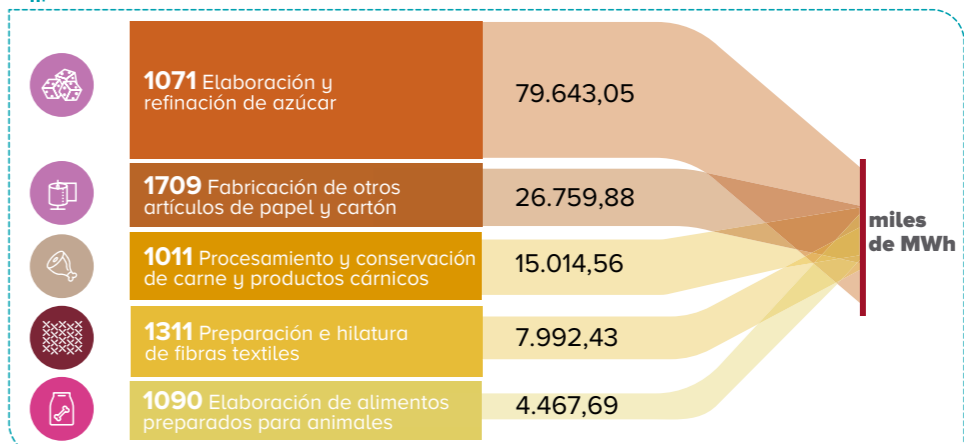 1071 Elaboración y
refinación de azúcar
79.643,05
1709 Fabricación de otros
artículos de papel y cartón
26.759,88
1011 Procesamiento y conservación
de carne y productos cárnicos
15.014,56
1311 Preparación e hilatura
de fibras textiles
7.992,43
1090 Elaboración de alimentos
preparados para animales
4.467,69
miles
de MWh